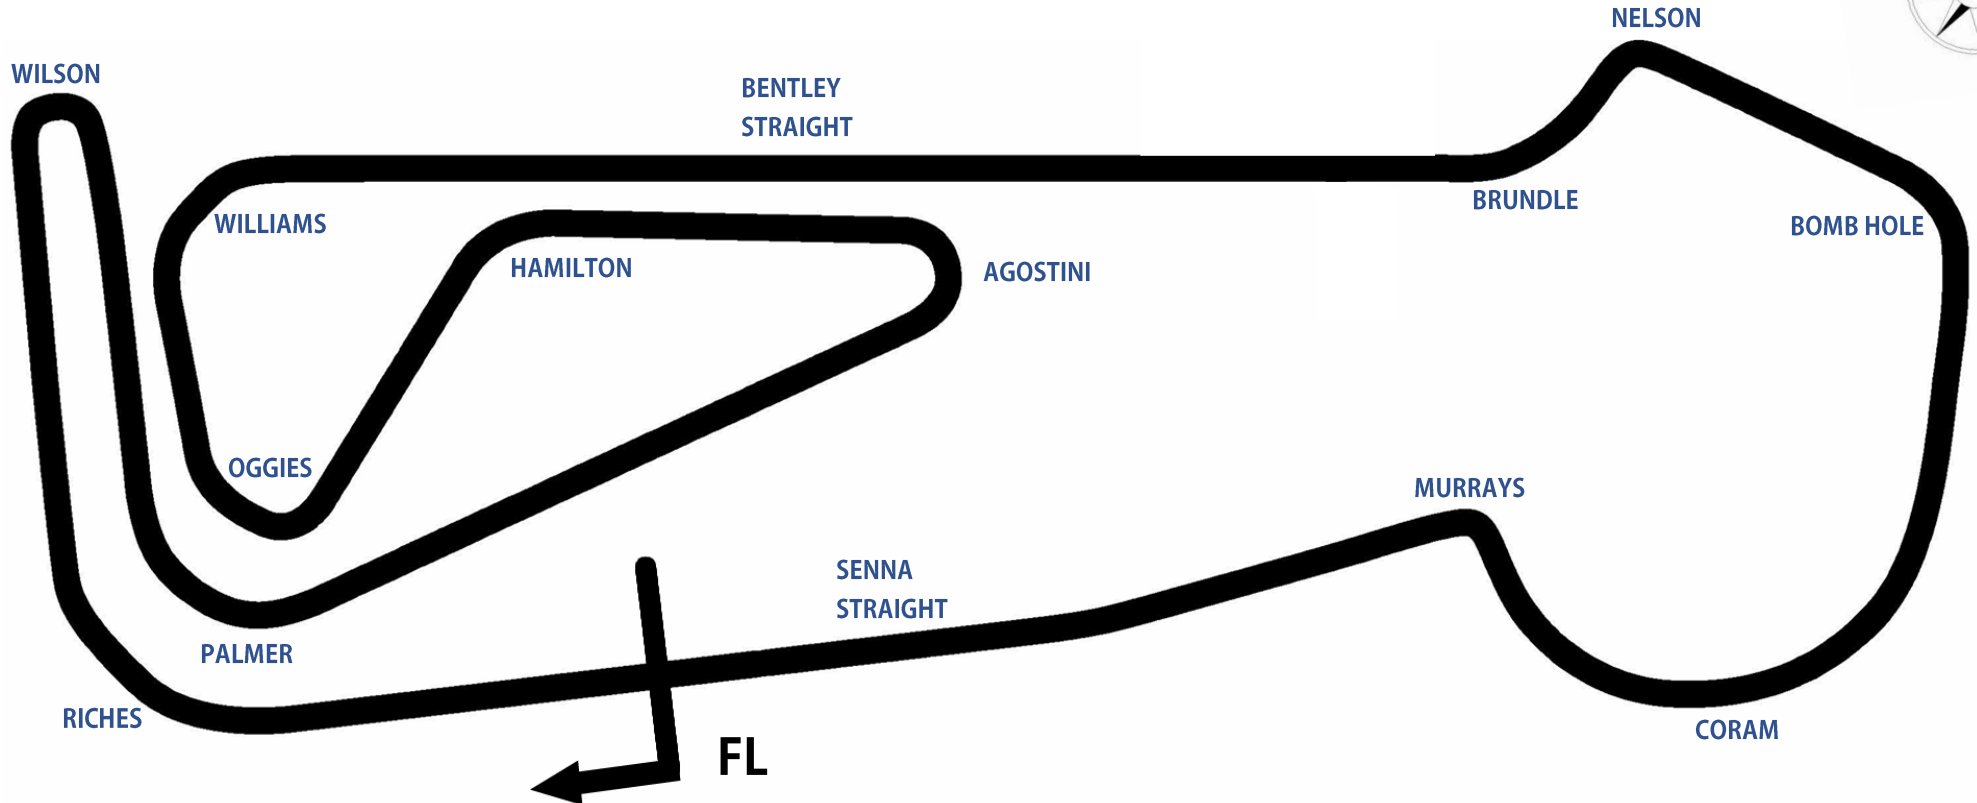 NELSON
WILSON
BENTLEY
STRAIGHT
BRUNDLE
WILLIAMS
BOMB HOLE
HAMILTON
AGOSTINI
OGGIES
MURRAYS
SENNA
STRAIGHT
PALMER
RICHES
CORAM
FL